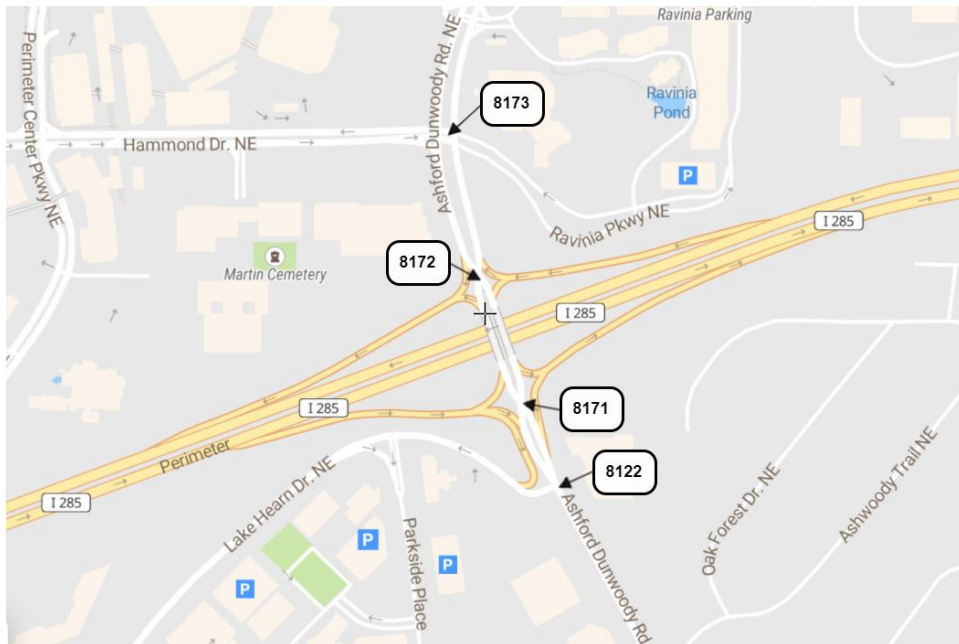 Ravinia Parking
Perimeter Center Pkwy NE
Ashford Dunwoody Rd. NE
8173
Ravinia
Pond
Hammond Dr. NE
P
Ravinia Pkwy NE
I 285
8172
Martin Cemetery
I 285
I 285
8171
Perimeter
8122
I 285
Lake Hearn Dr. NE
Parkside Place
Ashford Dunwoody Rd
Oak Forest Dr. NE
Ashwoody Trail NE
P
P
P